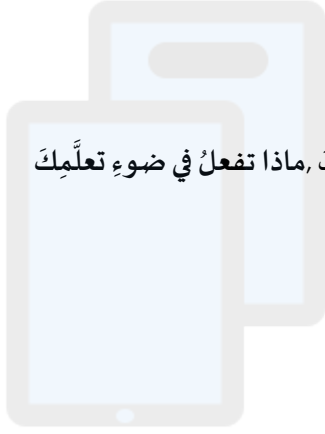 ,ماذا تفعلُ في ضوءِ تعلَّمِكَ